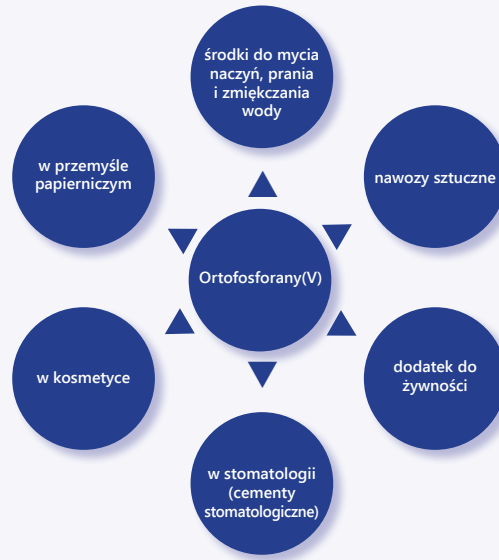 środki do mycia
naczyń, prania
i zmiękczania
wody
w przemyśle
papierniczym
nawozy sztuczne
Ortofosforany(V)
w kosmetyce
dodatek do
żywności
w stomatologii
(cementy
stomatologiczne)